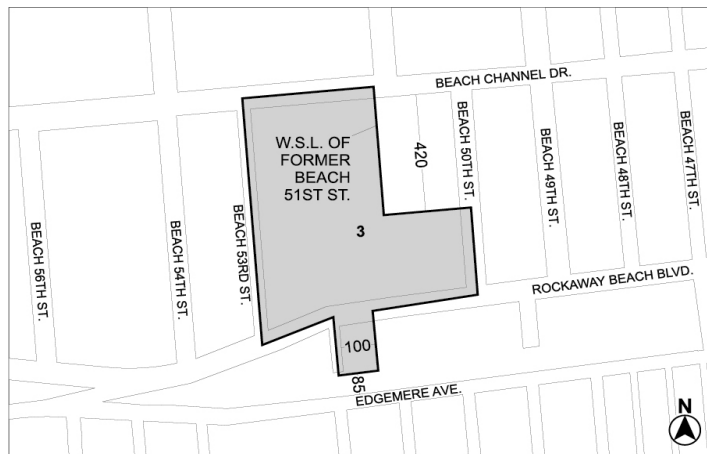 BEACH CHANNEL DR.
W.S.L. OF
FORMER
BEACH
51ST ST.
420
BEACH 50TH ST.
BEACH 49TH ST.
BEACH 48TH ST.
BEACH 47TH ST.
BEACH 56TH ST.
BEACH 54TH ST.
BEACH 53RD ST.
3
ROCKAWAY BEACH BLVD.
100
85
EDGEMERE AVE.
N